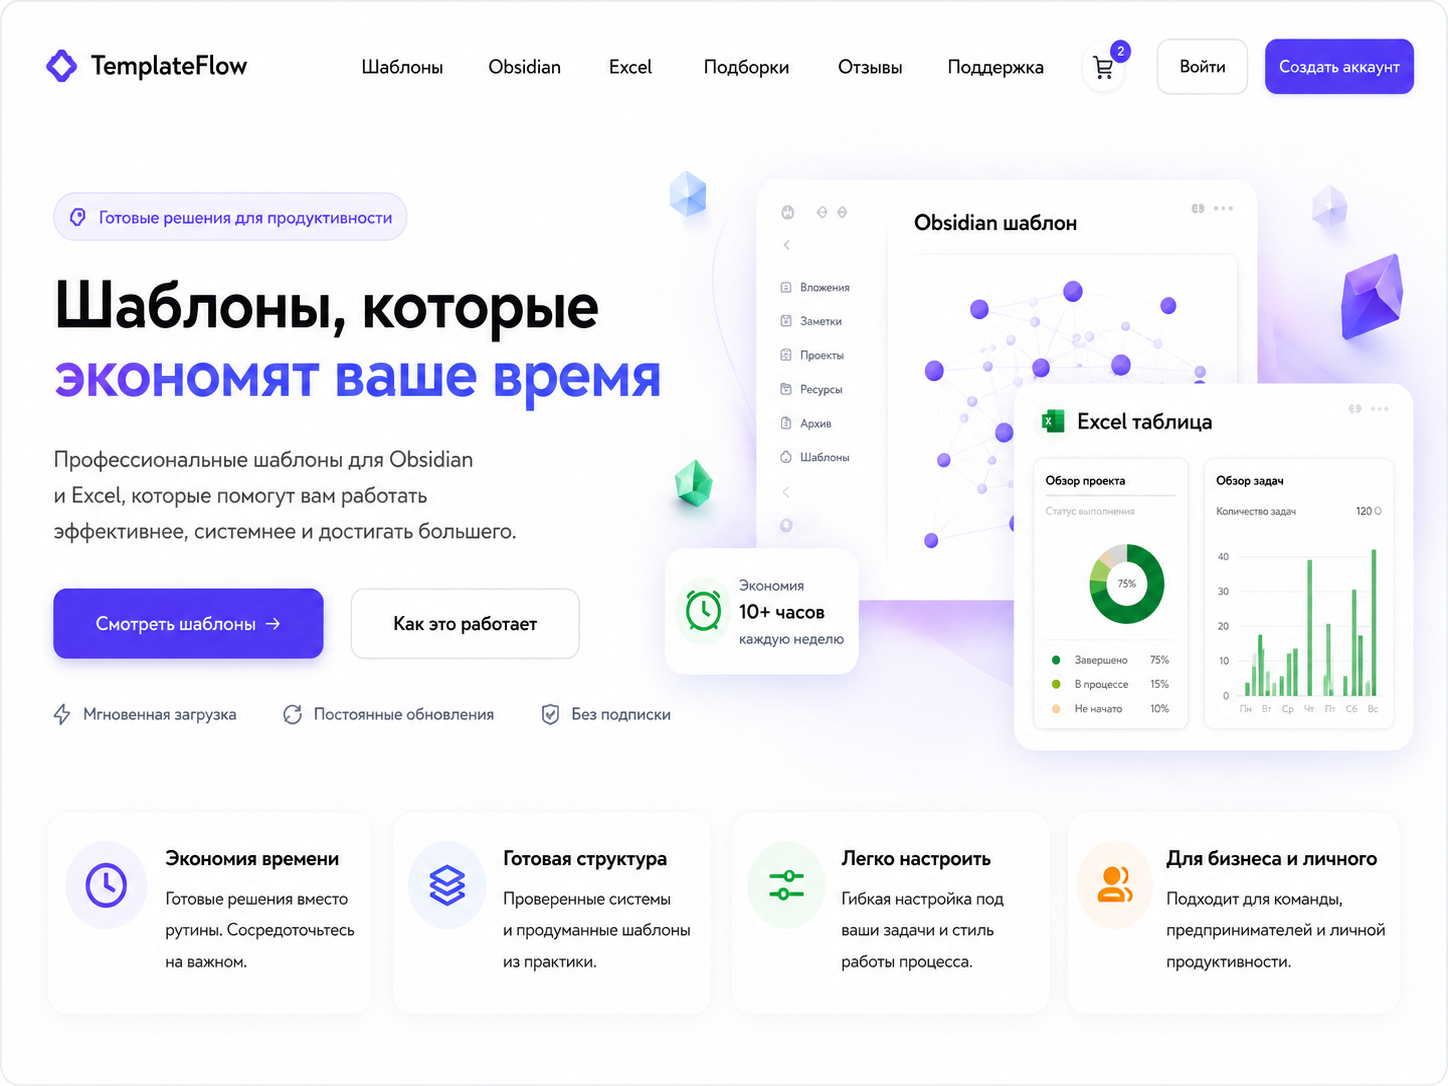 TemplateFlow
Шаблоны
Obsidian
Excel
Подборки
Отзывы
Поддержка
2
Войти
Создать аккаунт
Готовые решения для продуктивности
Шаблоны, которые
экономят ваше время
Профессиональные шаблоны для Obsidian
и Excel, которые помогут вам работать
эффективнее, системнее и достигать большего.
Смотреть шаблоны →
Как это работает
Мгновенная загрузка
Постоянные обновления
Без подписки
Obsidian шаблон
Вложения
Заметки
Проекты
Ресурсы
Архив
Шаблоны
Экономия
10+ часов
каждую неделю
Excel таблица
Обзор проекта
Статус выполнения
75%
Завершено 75%
В процессе 15%
Не начато 10%
Обзор задач
Количество задач 120
40
30
20
10
0
Пн Вт Ср Чт Пт Сб Вс
Экономия времени
Готовые решения вместо
рутины. Сосредоточьтесь
на важном.
Готовая структура
Проверенные системы
и продуманные шаблоны
из практики.
Легко настроить
Гибкая настройка под
ваши задачи и стиль
работы процесса.
Для бизнеса и личного
Подходит для команды,
предпринимателей и личной
продуктивности.